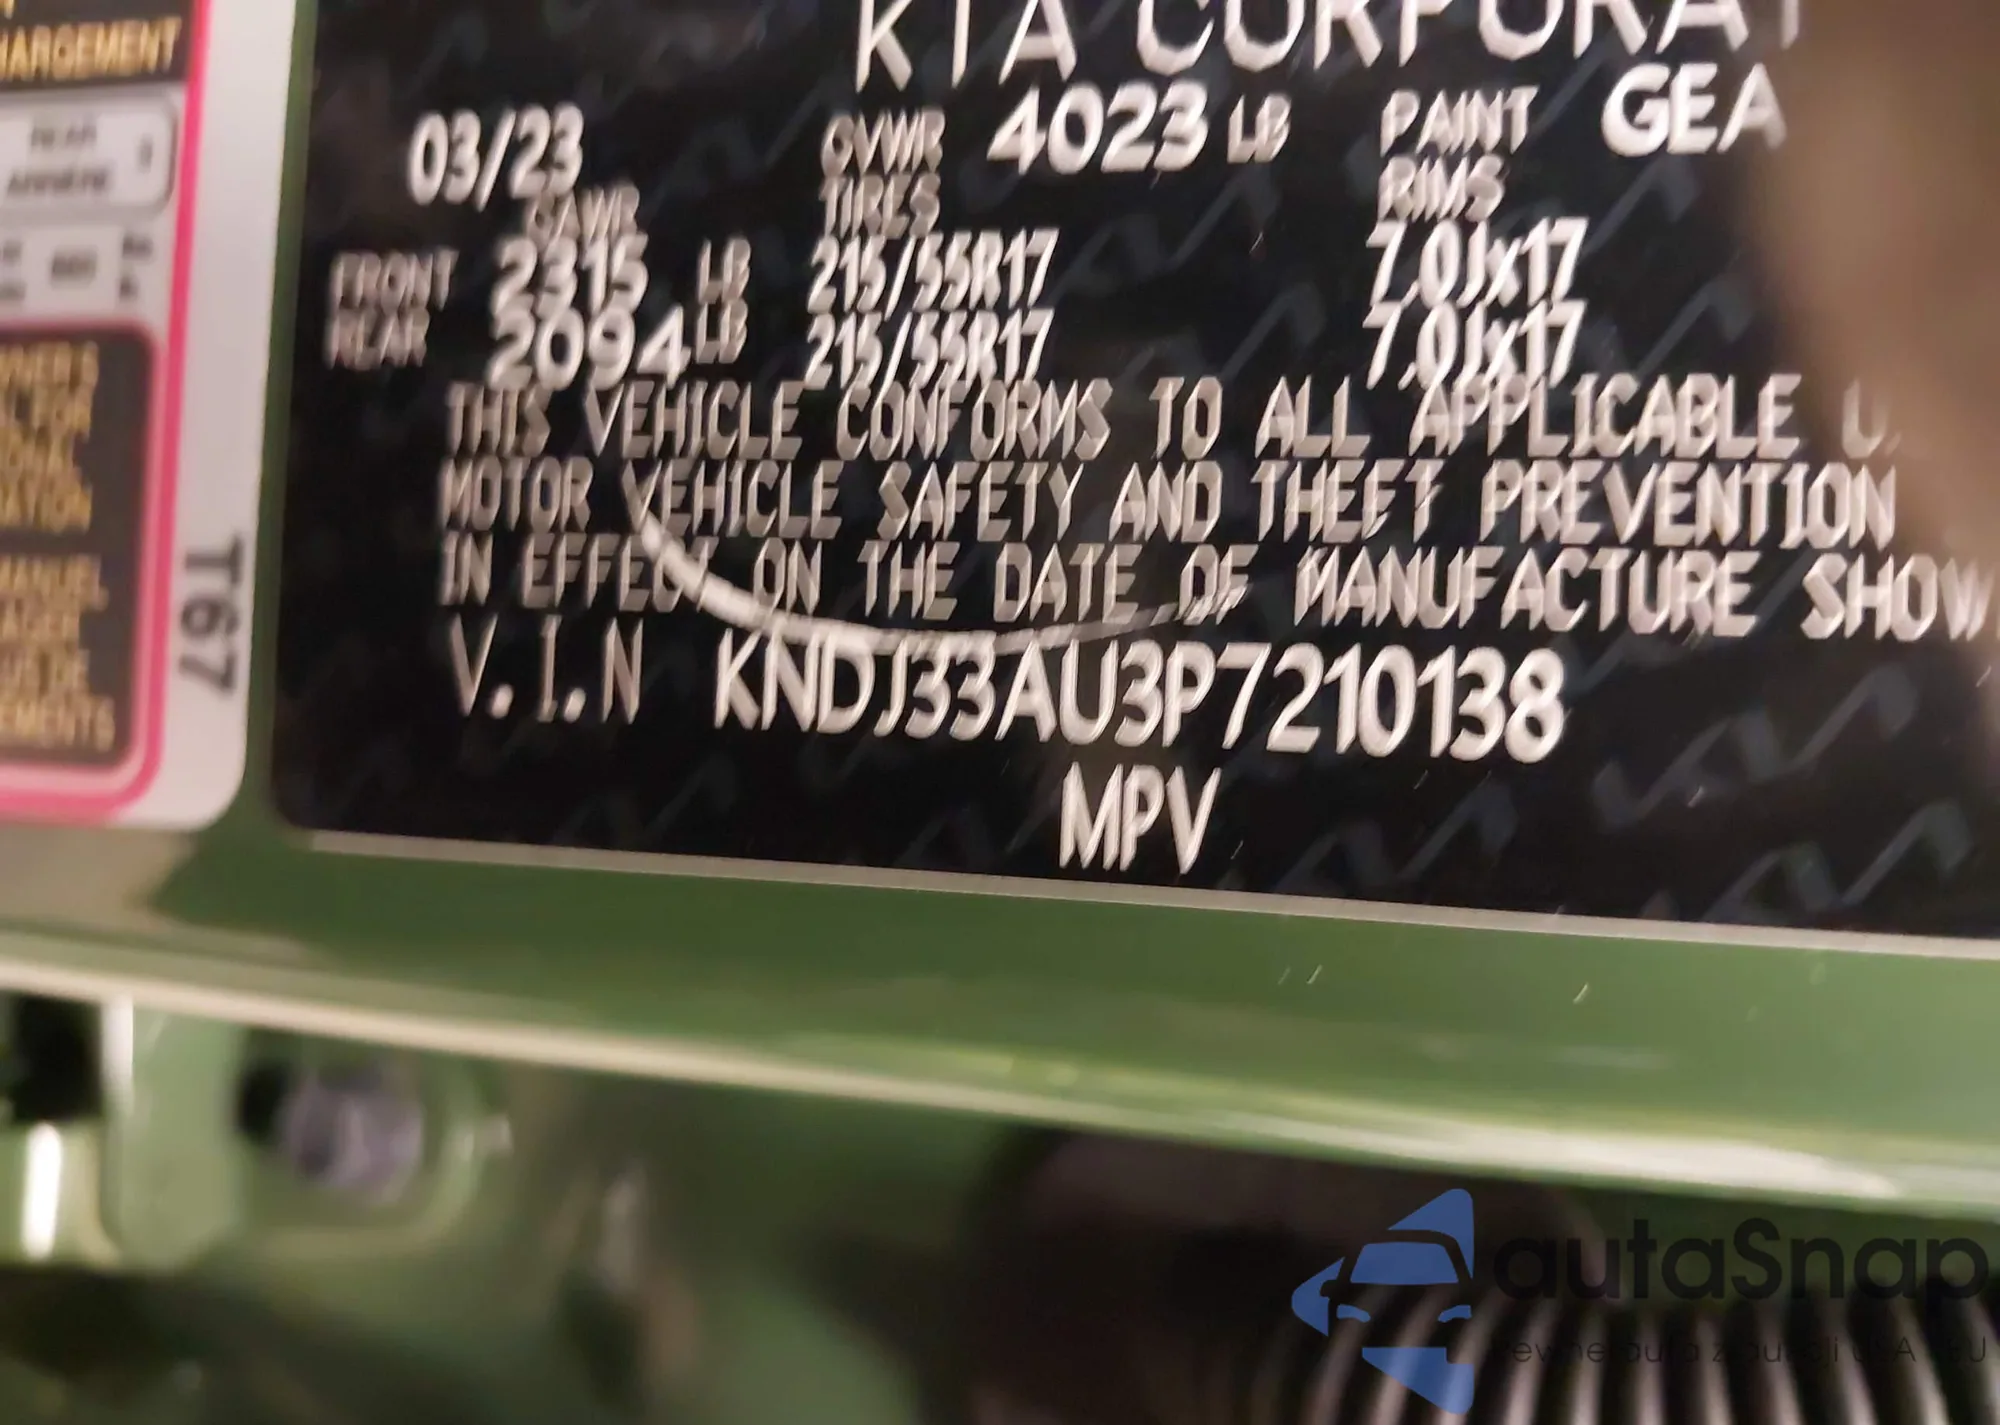 HARGEMENT
KIA CORPORAT
03/23 GVWR 4023 LB PAINT GEA
GAWR TIRES RIMS
FRONT 2315 LB 215/55R17 7.0Jx17
REAR 2094 LB 215/55R17 7.0Jx17
THIS VEHICLE CONFORMS TO ALL APPLICABLE U.
MOTOR VEHICLE SAFETY AND THEFT PREVENTION
IN EFFECT ON THE DATE OF MANUFACTURE SHOW
V.I.N KNDJ33AU3P7210138
MPV
T67
autaSnap